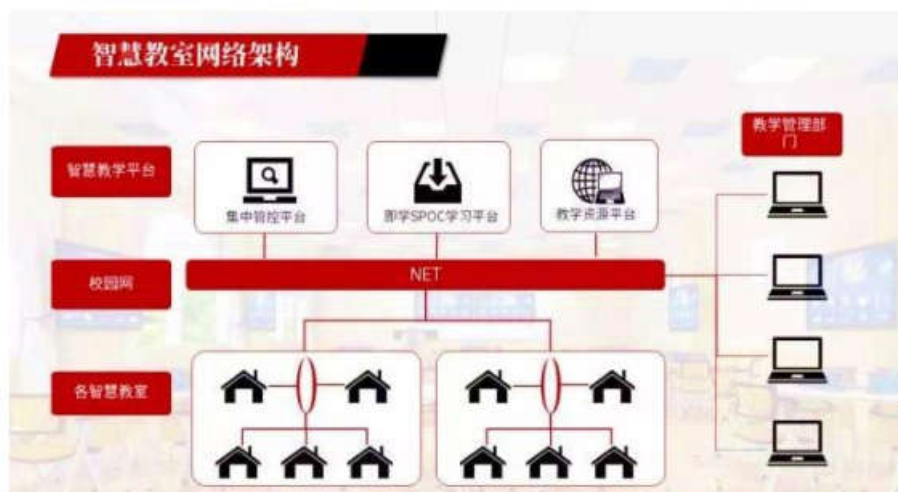 智慧教室网络架构
教学管理部
门
智慧教学平台
集中管控平台
即学SPOC学习平台
教学资源平台
校园网
NET
各智慧教室